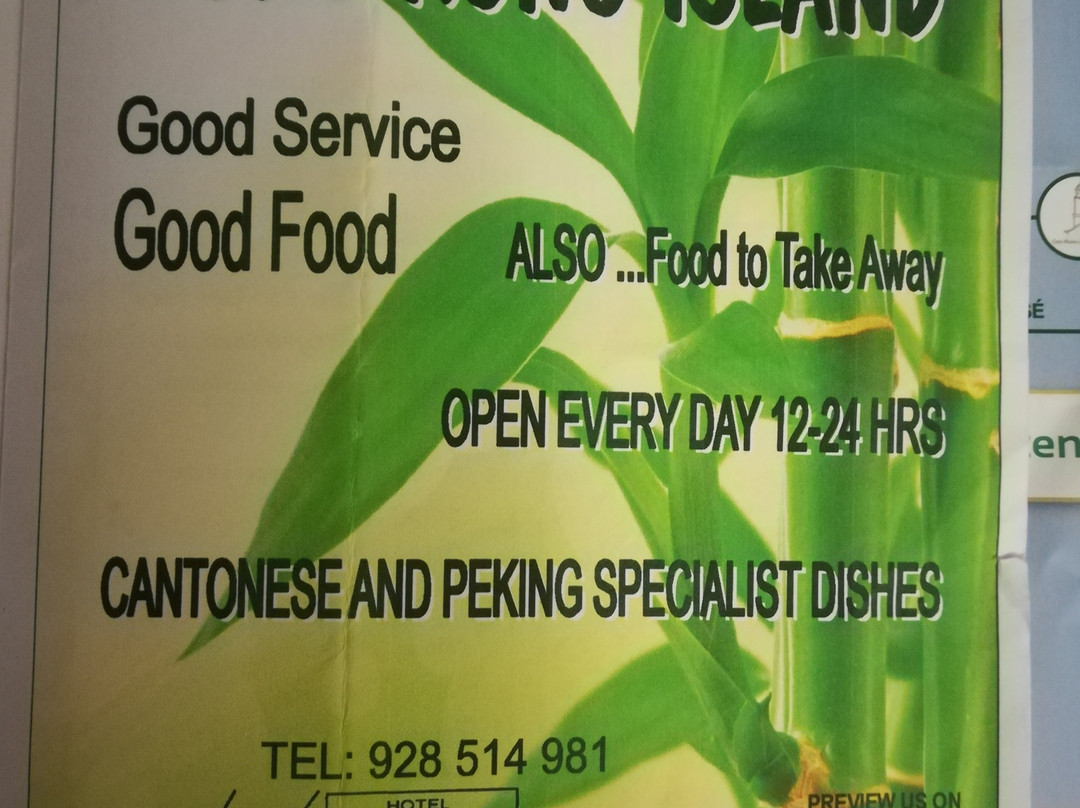 ISLAND
Good Service
Good Food
ALSO ...Food to Take Away
OPEN EVERY DAY 12-24 HRS
CANTONESE AND PEKING SPECIALIST DISHES
TEL: 928 514 981
HOTEL
PREVIEW US ON